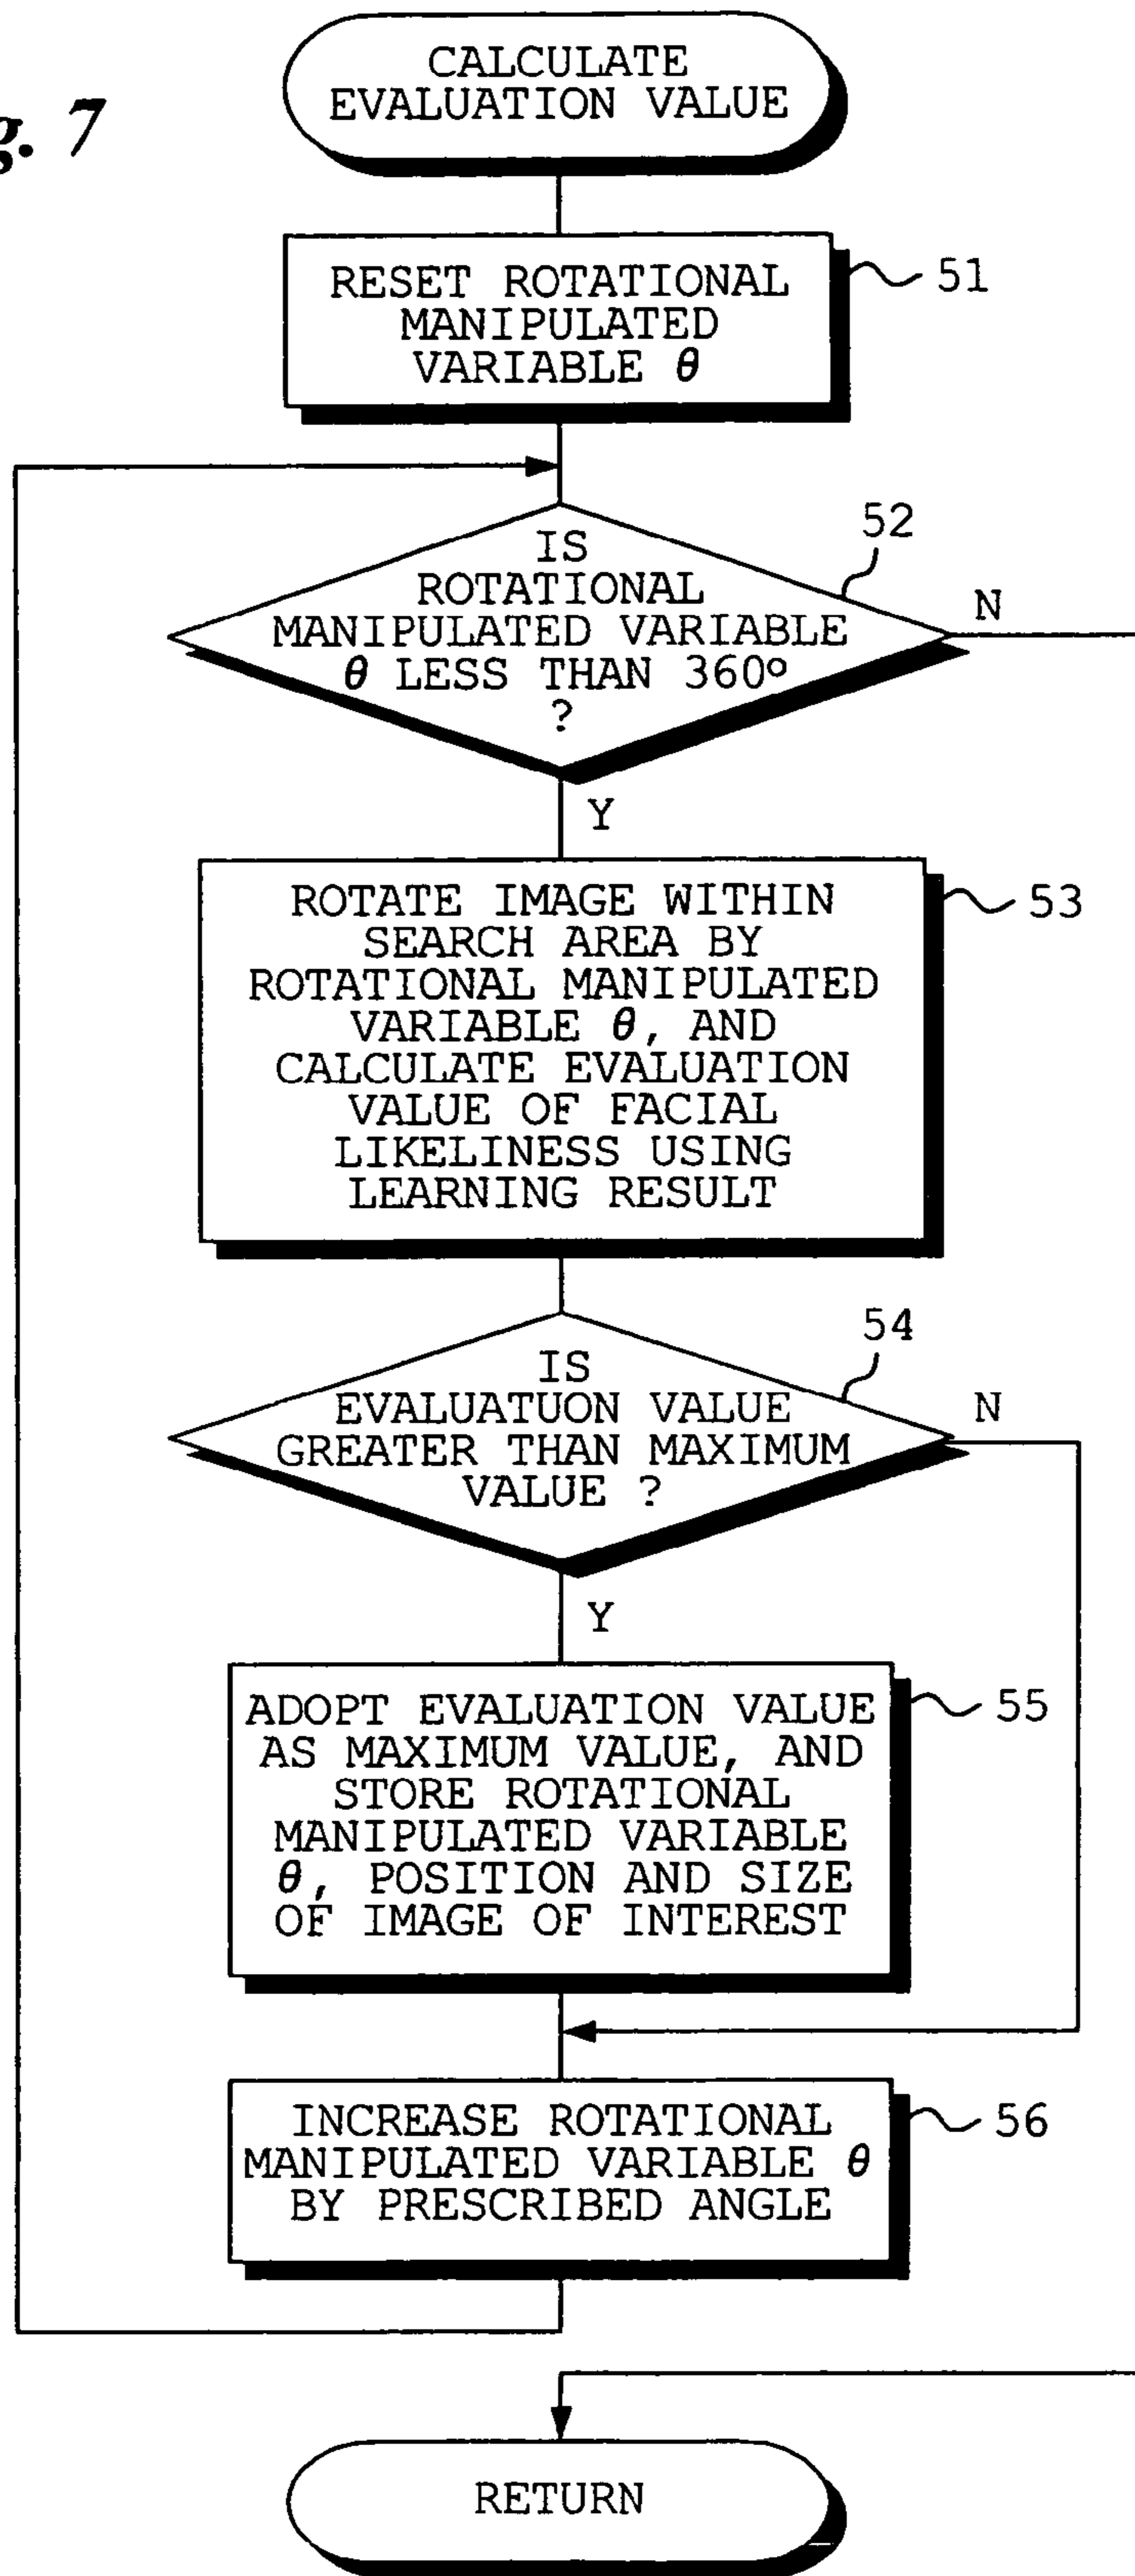 g. 7
CALCULATE
EVALUATION VALUE
RESET ROTATIONAL
MANIPULATED
VARIABLE θ
51
IS
ROTATIONAL
MANIPULATED VARIABLE
θ LESS THAN 360°
?
52
N
Y
ROTATE IMAGE WITHIN
SEARCH AREA BY
ROTATIONAL MANIPULATED
VARIABLE θ, AND
CALCULATE EVALUATION
VALUE OF FACIAL
LIKELINESS USING
LEARNING RESULT
53
IS
EVALUATUON VALUE
GREATER THAN MAXIMUM
VALUE ?
54
N
Y
ADOPT EVALUATION VALUE
AS MAXIMUM VALUE, AND
STORE ROTATIONAL
MANIPULATED VARIABLE
θ, POSITION AND SIZE
OF IMAGE OF INTEREST
55
INCREASE ROTATIONAL
MANIPULATED VARIABLE θ
BY PRESCRIBED ANGLE
56
RETURN